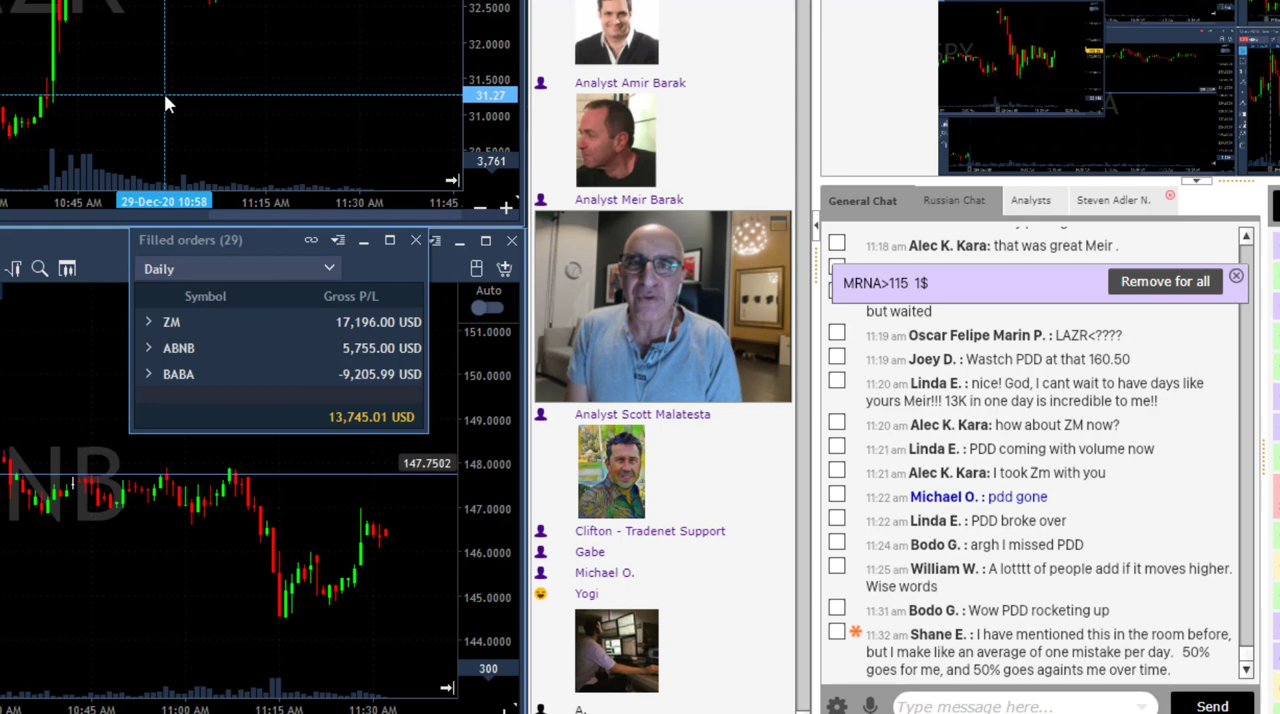 32.5000
32.0000
31.5000
31.27
31.0000
3,761
10:45 AM
29-Dec-20 10:58
11:15 AM
11:30 AM
11:45
Filled orders (29)
Daily
Symbol
Gross P/L
ZM
17,196.00 USD
ABNB
5,755.00 USD
BABA
-9,205.99 USD
13,745.01 USD
Auto
151.0000
150.0000
149.0000
148.0000
147.7502
147.0000
146.0000
145.0000
144.0000
300
NB
10:45 AM
11:00 AM
11:15 AM
11:30 AM
Analyst Amir Barak
Analyst Meir Barak
Analyst Scott Malatesta
Clifton - Tradenet Support
Gabe
Michael O.
Yogi
A.
General Chat
Russian Chat
Analysts
Steven Adler N.
11:18 am Alec K. Kara: that was great Meir .
MRNA>115 1$
Remove for all
but waited
11:19 am Oscar Felipe Marin P. : LAZR<????
11:19 am Joey D. : Wastch PDD at that 160.50
11:20 am Linda E. : nice! God, I cant wait to have days like
yours Meir!!! 13K in one day is incredible to me!!
11:20 am Alec K. Kara: how about ZM now?
11:21 am Linda E. : PDD coming with volume now
11:21 am Alec K. Kara: I took Zm with you
11:22 am Michael O. : pdd gone
11:22 am Linda E. : PDD broke over
11:24 am Bodo G. : argh I missed PDD
11:25 am William W. : A lotttt of people add if it moves higher.
Wise words
11:31 am Bodo G. : Wow PDD rocketing up
11:32 am Shane E. : I have mentioned this in the room before,
but I make like an average of one mistake per day. 50%
goes for me, and 50% goes againts me over time.
Type message here...
Send